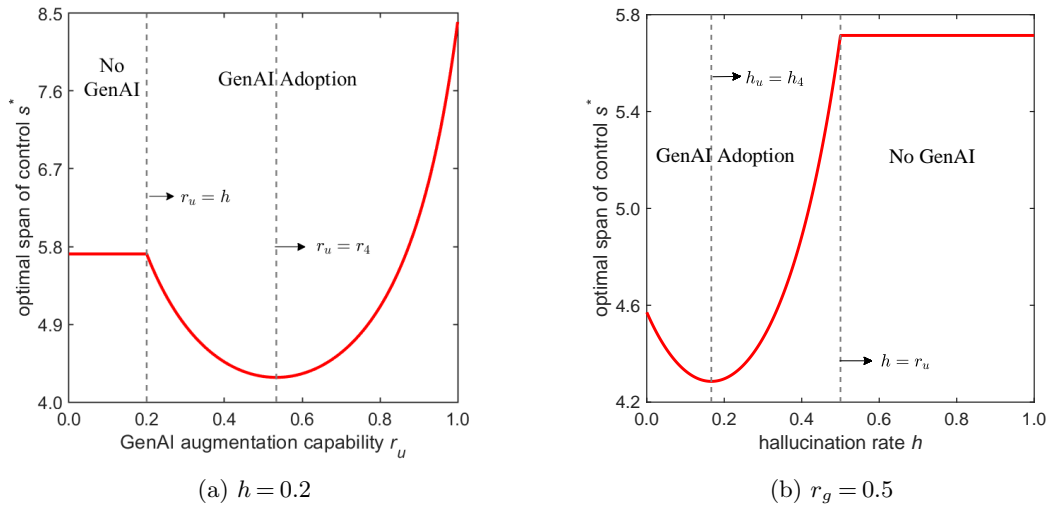 8.5
7.6
6.7
5.8
4.9
4.0
optimal span of control s*
No
GenAI
GenAI Adoption
r_u = h
r_u = r_4
0.0 0.2 0.4 0.6 0.8 1.0
GenAI augmentation capability r_u
(a) h = 0.2
5.8
5.4
5.0
4.6
4.2
optimal span of control s*
h_u = h_4
GenAI Adoption
No GenAI
h = r_u
0.0 0.2 0.4 0.6 0.8 1.0
hallucination rate h
(b) r_g = 0.5